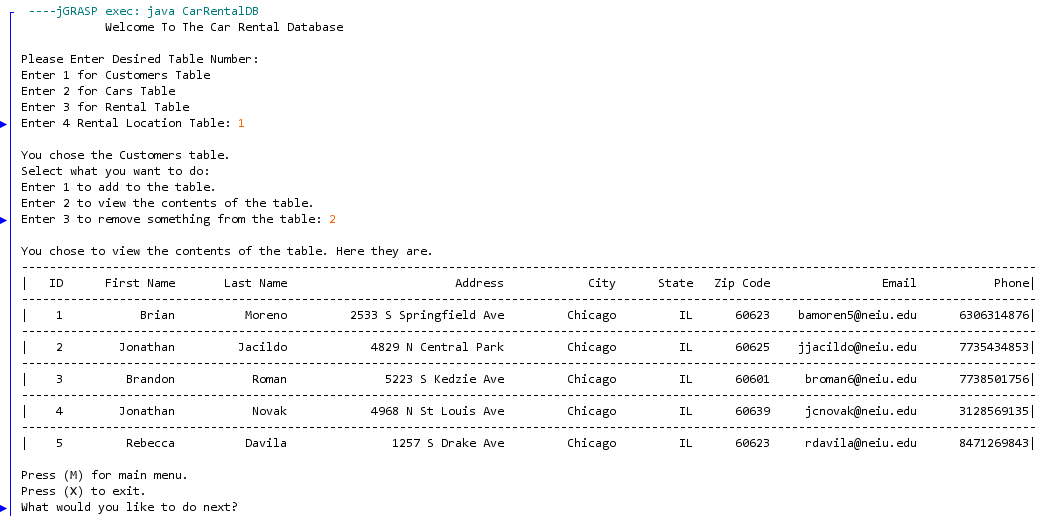 ----jGRASP exec: java CarRentalDB
Welcome To The Car Rental Database
Please Enter Desired Table Number:
Enter 1 for Customers Table
Enter 2 for Cars Table
Enter 3 for Rental Table
Enter 4 Rental Location Table: 1
You chose the Customers table.
Select what you want to do:
Enter 1 to add to the table.
Enter 2 to view the contents of the table.
Enter 3 to remove something from the table: 2
You chose to view the contents of the table. Here they are.
| ID First Name Last Name Address City State Zip Code Email Phone|
| 1 Brian Moreno 2533 S Springfield Ave Chicago IL 60623 bamoren5@neiu.edu 6306314876|
| 2 Jonathan Jacildo 4829 N Central Park Chicago IL 60625 jjacildo@neiu.edu 7735434853|
| 3 Brandon Roman 5223 S Kedzie Ave Chicago IL 60601 broman6@neiu.edu 7738501756|
| 4 Jonathan Novak 4968 N St Louis Ave Chicago IL 60639 jcnovak@neiu.edu 3128569135|
| 5 Rebecca Davila 1257 S Drake Ave Chicago IL 60623 rdavila@neiu.edu 8471269843|
Press (M) for main menu.
Press (X) to exit.
What would you like to do next?